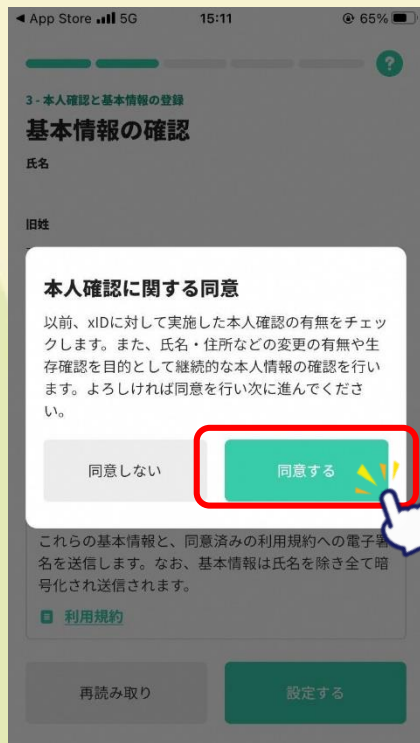 ◀ App Store 5G 15:11 65%
?
3 - 本人確認と基本情報の登録
基本情報の確認
氏名
旧姓
本人確認に関する同意
以前、xIDに対して実施した本人確認の有無をチェッ
クします。また、氏名・住所などの変更の有無や生
存確認を目的として継続的な本人情報の確認を行い
ます。よろしければ同意を行い次に進んでくださ
い。
同意しない 同意する
これらの基本情報と、同意済みの利用規約への電子署
名を送信します。なお、基本情報は氏名を除き全て暗
号化され送信されます。
利用規約
再読み取り 設定する